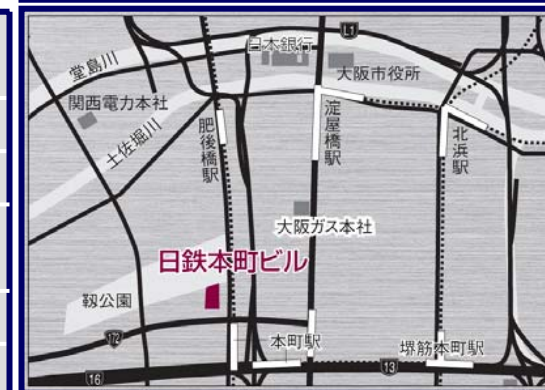 L1
日本銀行
堂島川
大阪市役所
関西電力本社
土佐堀川
肥後橋駅
淀屋橋駅
北浜駅
大阪ガス本社
日鉄本町ビル
靱公園
172
本町駅
堺筋本町駅
16
13